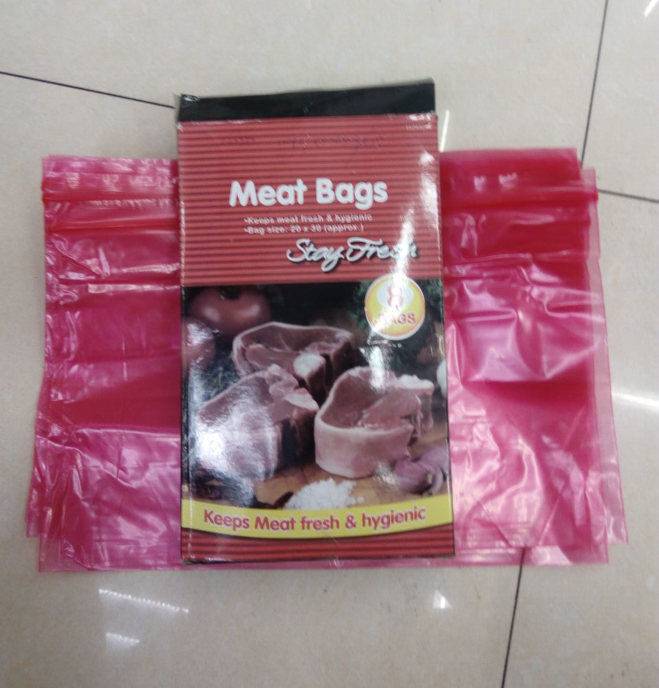 Meat Bags
•Keeps meat fresh & hygienic
•Bag size: 20 x 30 (approx.)
Stay Fresh
8
BAGS
Keeps Meat fresh & hygienic